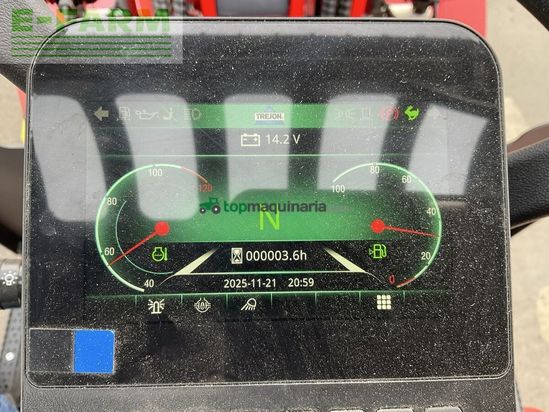 E-FARM
TREJON
14.2 V
100 120 100 80
80 60
40
60
20
40 0
topmaquinaria
N
000003.6h
2025-11-21 20:59